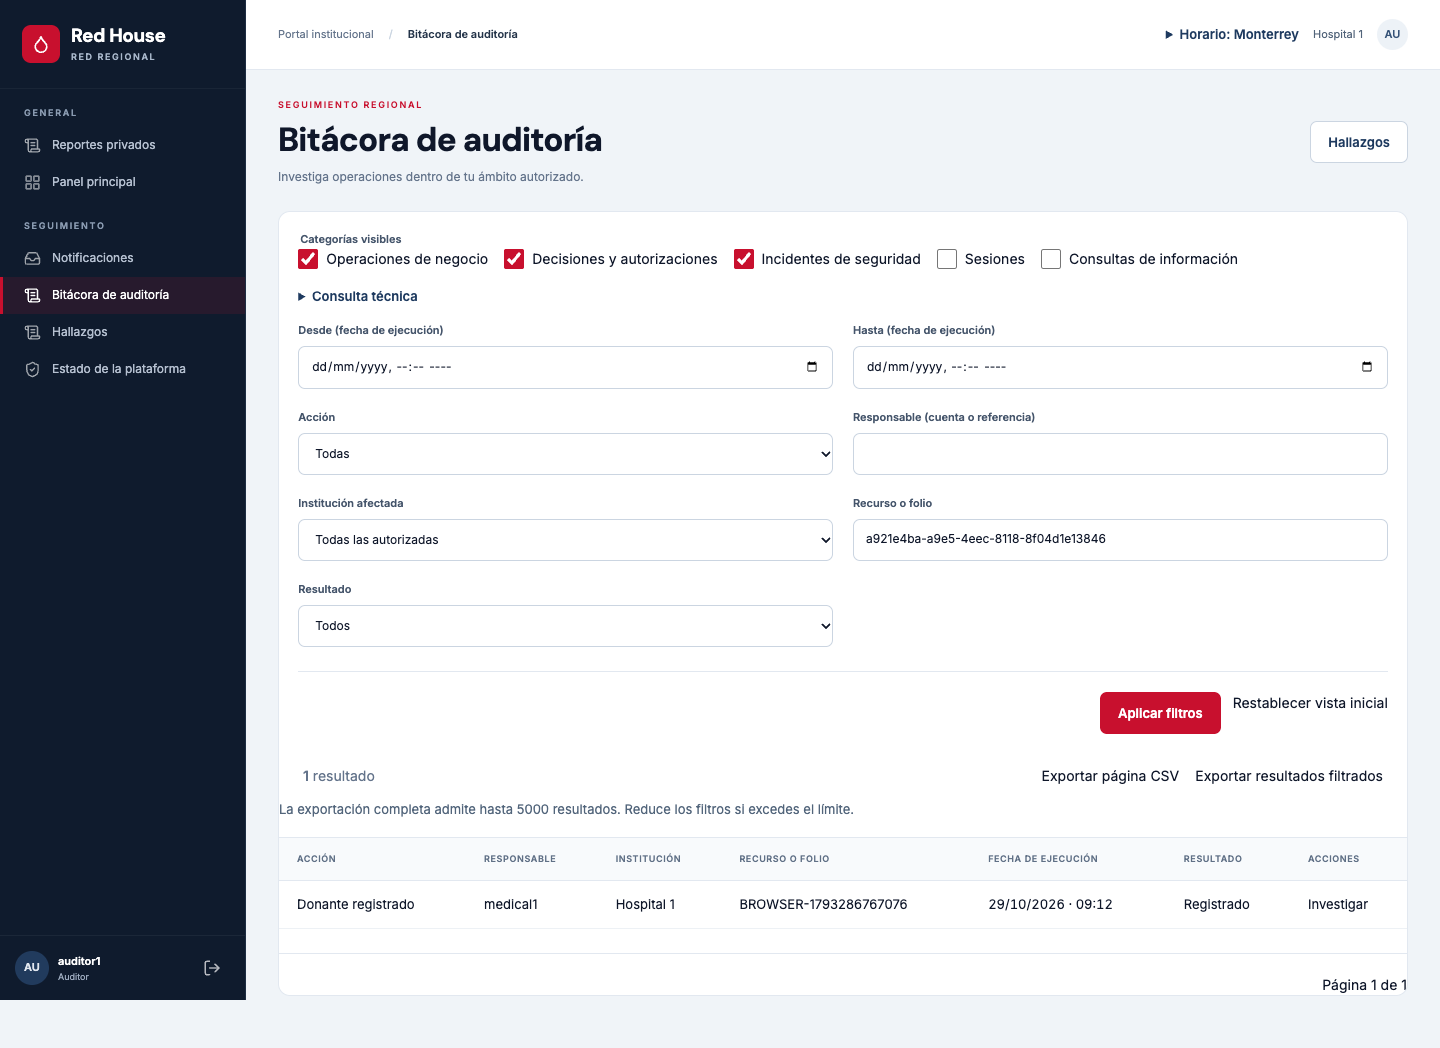 Red House
RED REGIONAL
GENERAL
Reportes privados
Panel principal
SEGUIMIENTO
Notificaciones
Bitácora de auditoría
Hallazgos
Estado de la plataforma
AU
auditor1
Auditor
Portal institucional / Bitácora de auditoría
Horario: Monterrey Hospital 1 AU
SEGUIMIENTO REGIONAL
Bitácora de auditoría
Investiga operaciones dentro de tu ámbito autorizado.
Hallazgos
Categorías visibles
Operaciones de negocio Decisiones y autorizaciones Incidentes de seguridad Sesiones Consultas de información
Consulta técnica
Desde (fecha de ejecución) Hasta (fecha de ejecución)
dd/mm/yyyy, --:-- ---- dd/mm/yyyy, --:-- ----
Acción Responsable (cuenta o referencia)
Todas
Institución afectada Recurso o folio
Todas las autorizadas a921e4ba-a9e5-4eec-8118-8f04d1e13846
Resultado
Todos
Aplicar filtros Restablecer vista inicial
1 resultado Exportar página CSV Exportar resultados filtrados
La exportación completa admite hasta 5000 resultados. Reduce los filtros si excedes el límite.
ACCIÓN RESPONSABLE INSTITUCIÓN RECURSO O FOLIO FECHA DE EJECUCIÓN RESULTADO ACCIONES
Donante registrado medical1 Hospital 1 BROWSER-1793286767076 29/10/2026 · 09:12 Registrado Investigar
Página 1 de 1